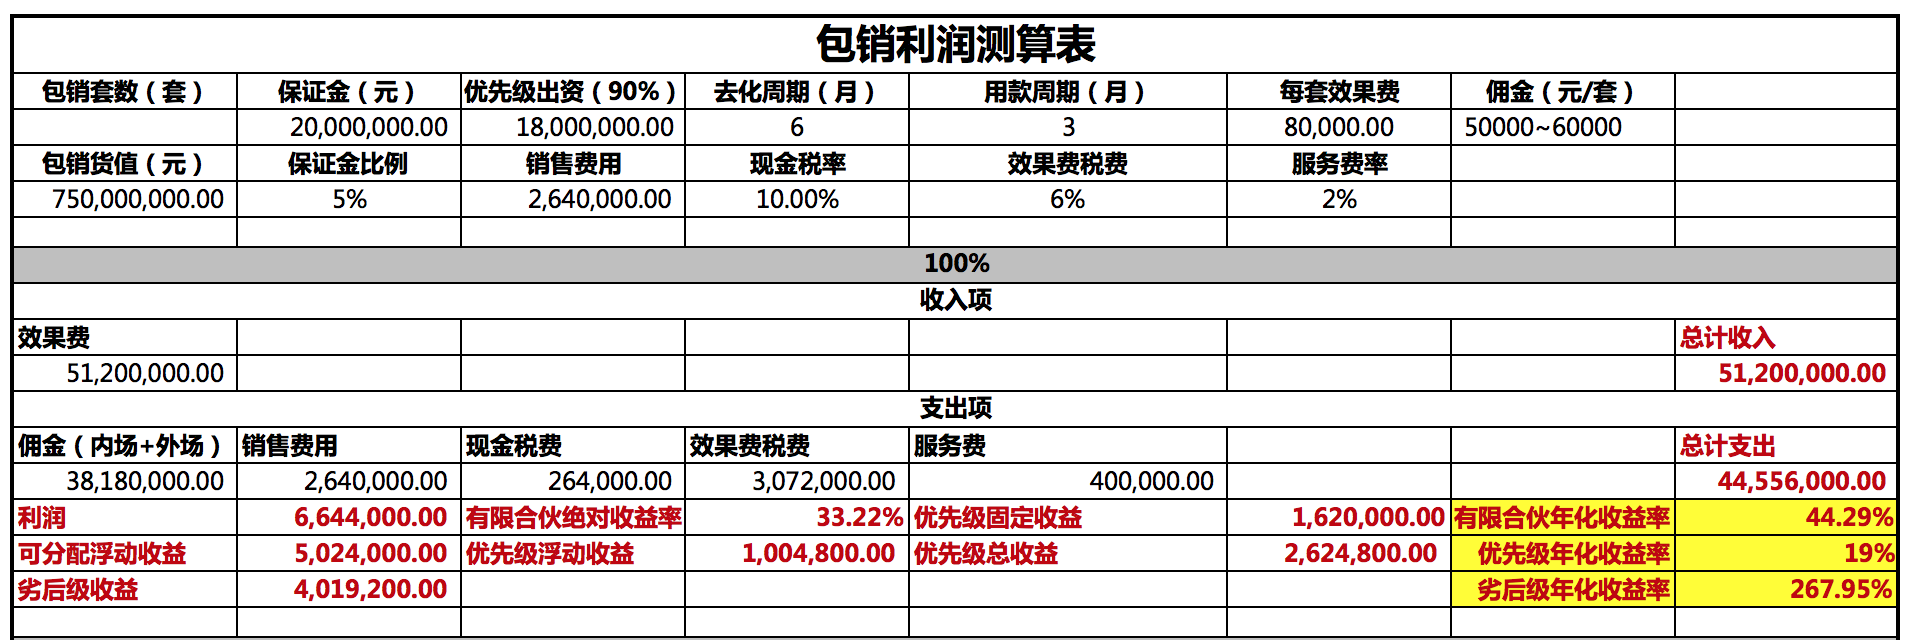 包销利润测算表
包销套数（套） 保证金（元） 优先级出资（90%） 去化周期（月） 用款周期（月） 每套效果费 佣金（元/套）
20,000,000.00 18,000,000.00 6 3 80,000.00 50000~60000
包销货值（元） 保证金比例 销售费用 现金税率 效果费税费 服务费率
750,000,000.00 5% 2,640,000.00 10.00% 6% 2%
100%
收入项
效果费 总计收入
51,200,000.00 51,200,000.00
支出项
佣金（内场+外场） 销售费用 现金税费 效果费税费 服务费 总计支出
38,180,000.00 2,640,000.00 264,000.00 3,072,000.00 400,000.00 44,556,000.00
利润 6,644,000.00 有限合伙绝对收益率 33.22% 优先级固定收益 1,620,000.00 有限合伙年化收益率 44.29%
可分配浮动收益 5,024,000.00 优先级浮动收益 1,004,800.00 优先级总收益 2,624,800.00 优先级年化收益率 19%
劣后级收益 4,019,200.00 劣后级年化收益率 267.95%